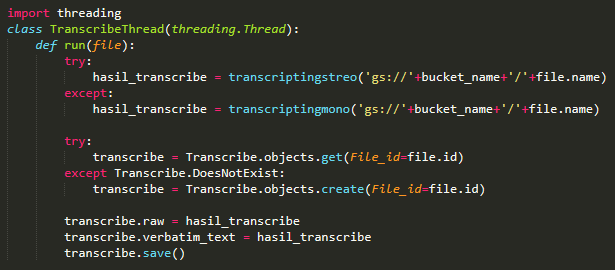 import threading
class TranscribeThread(threading.Thread):
    def run(file):
        try:
            hasil_transcribe = transcriptingstreo('gs://'+bucket_name+'/'+file.name)
        except:
            hasil_transcribe = transcriptingmono('gs://'+bucket_name+'/'+file.name)

        try:
            transcribe = Transcribe.objects.get(File_id=file.id)
        except Transcribe.DoesNotExist:
            transcribe = Transcribe.objects.create(File_id=file.id)

        transcribe.raw = hasil_transcribe
        transcribe.verbatim_text = hasil_transcribe
        transcribe.save()